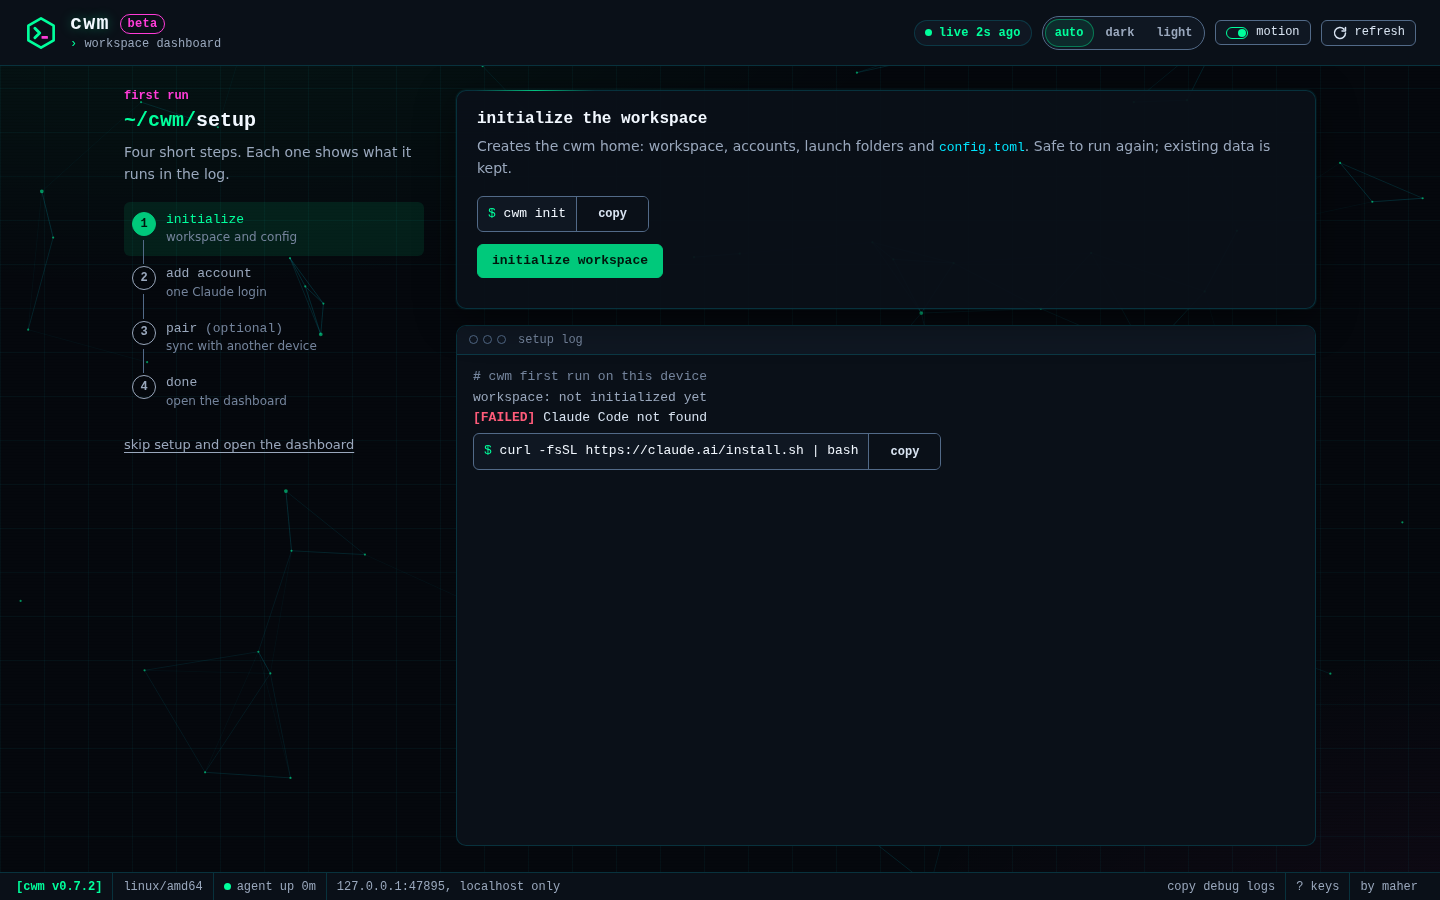 cwm beta
› workspace dashboard
live 2s ago
auto dark light
motion
refresh
first run
~/cwm/setup
Four short steps. Each one shows what it
runs in the log.
1 initialize
workspace and config
2 add account
one Claude login
3 pair (optional)
sync with another device
4 done
open the dashboard
skip setup and open the dashboard
initialize the workspace
Creates the cwm home: workspace, accounts, launch folders and config.toml. Safe to run again; existing data is
kept.
$ cwm init copy
initialize workspace
setup log
# cwm first run on this device
workspace: not initialized yet
[FAILED] Claude Code not found
$ curl -fsSL https://claude.ai/install.sh | bash copy
[cwm v0.7.2] linux/amd64 agent up 0m 127.0.0.1:47895, localhost only copy debug logs ? keys by maher